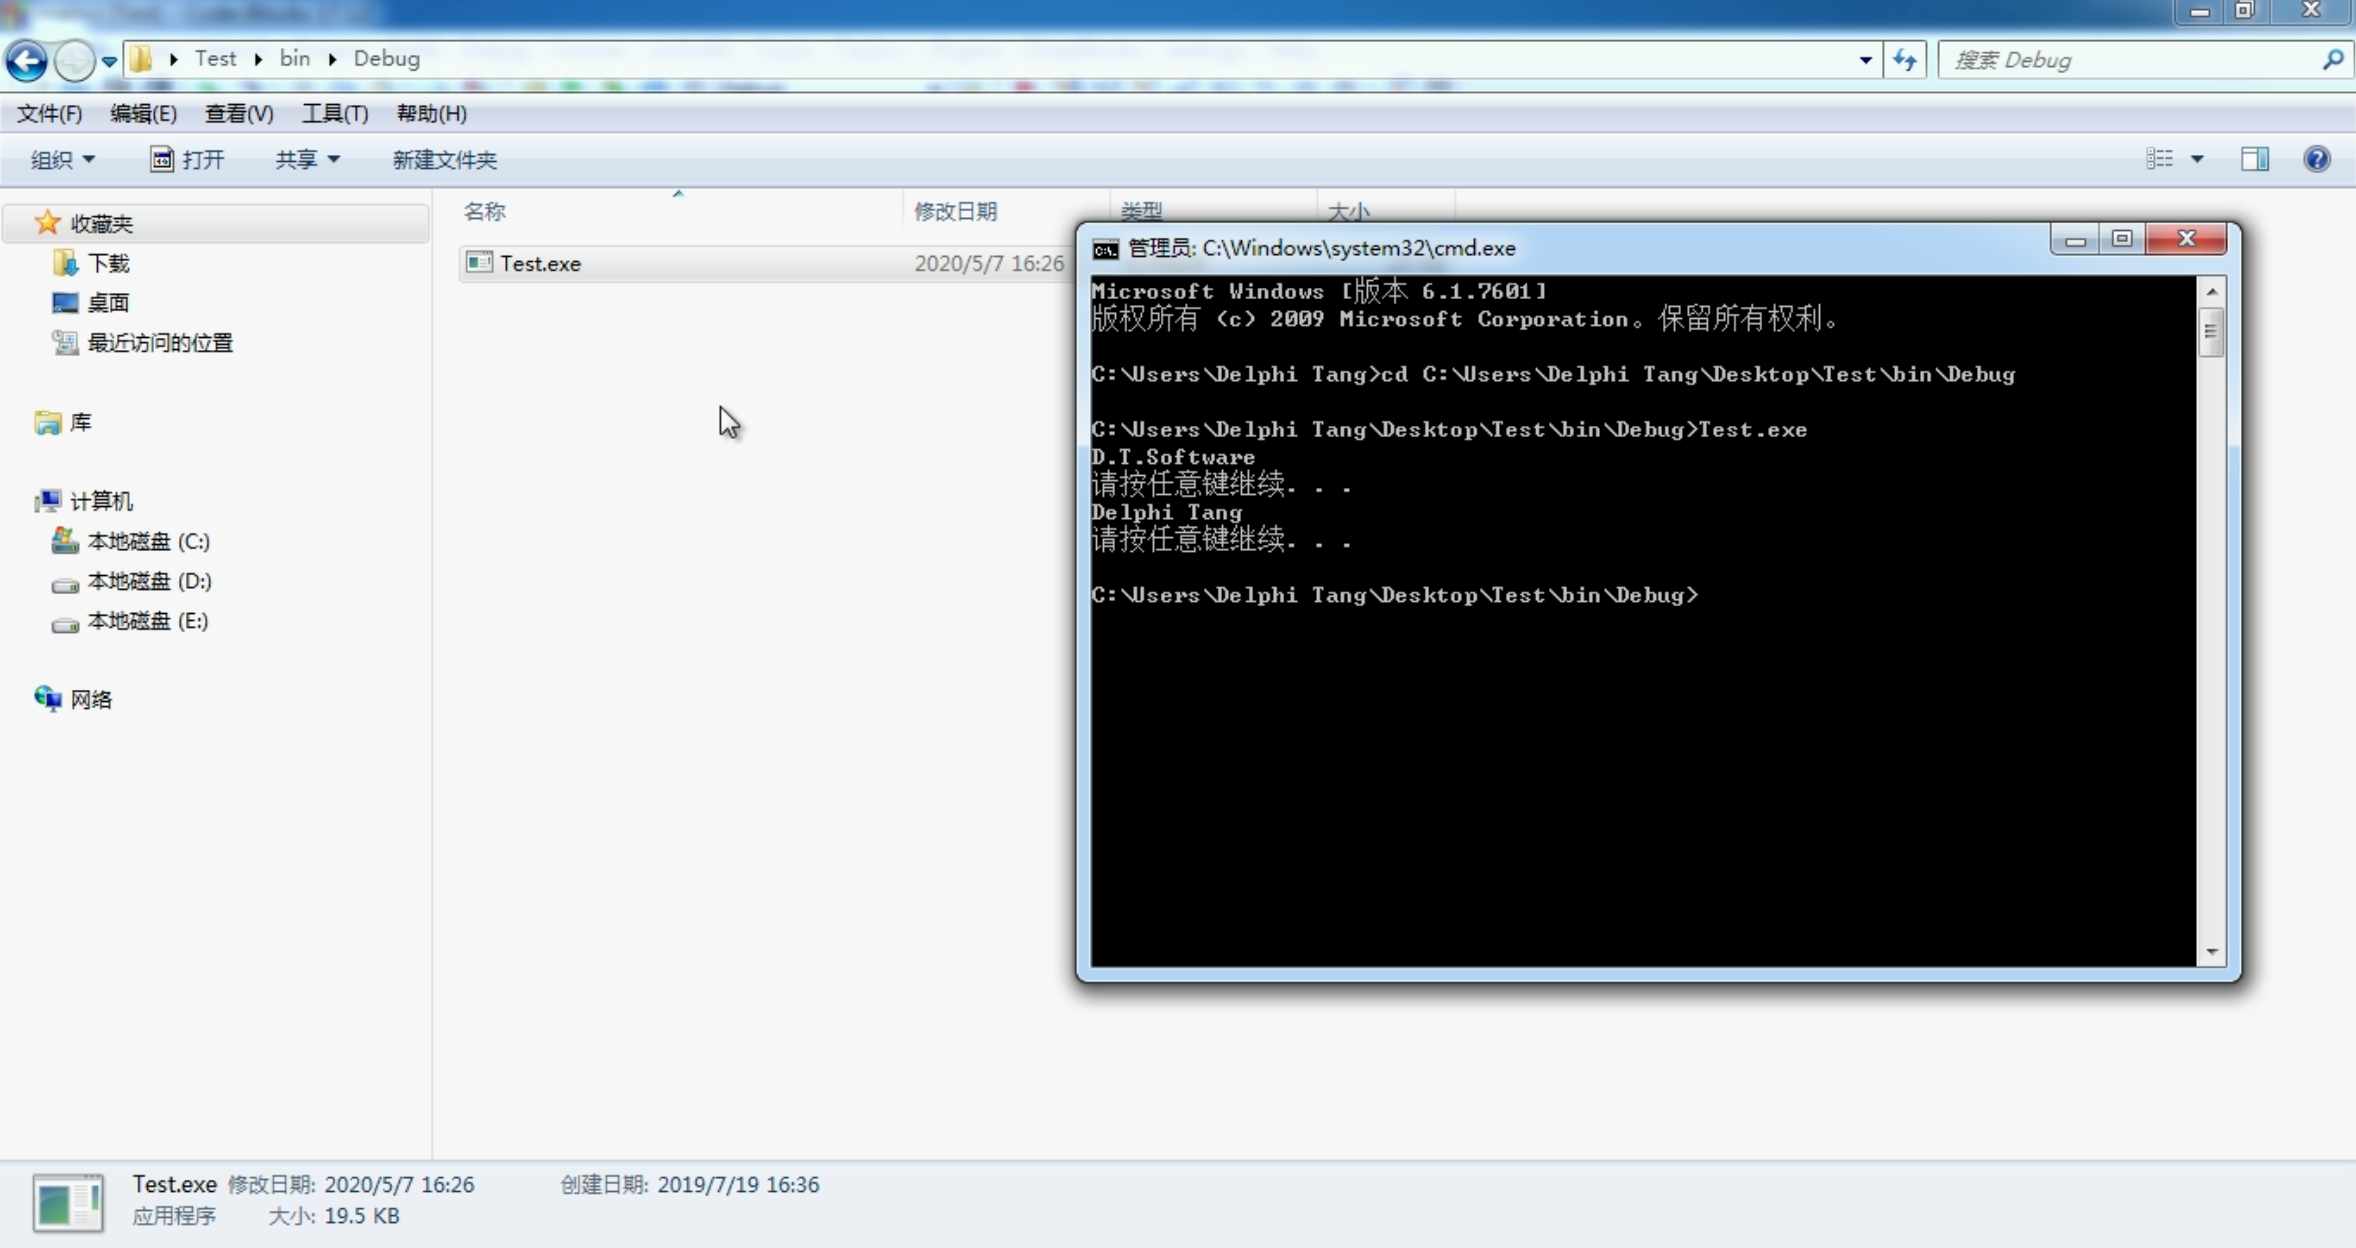 Test ▸ bin ▸ Debug
搜索 Debug
文件(F) 编辑(E) 查看(V) 工具(T) 帮助(H)
组织 打开 共享 新建文件夹
收藏夹
下载
桌面
最近访问的位置
库
计算机
本地磁盘 (C:)
本地磁盘 (D:)
本地磁盘 (E:)
网络
名称 修改日期 类型 大小
Test.exe 2020/5/7 16:26
管理员: C:\Windows\system32\cmd.exe
Microsoft Windows [版本 6.1.7601]
版权所有 (c) 2009 Microsoft Corporation。保留所有权利。
C:\Users\Delphi Tang>cd C:\Users\Delphi Tang\Desktop\Test\bin\Debug
C:\Users\Delphi Tang\Desktop\Test\bin\Debug>Test.exe
D.T.Software
请按任意键继续. . .
Delphi Tang
请按任意键继续. . .
C:\Users\Delphi Tang\Desktop\Test\bin\Debug>
Test.exe 修改日期: 2020/5/7 16:26 创建日期: 2019/7/19 16:36
应用程序 大小: 19.5 KB